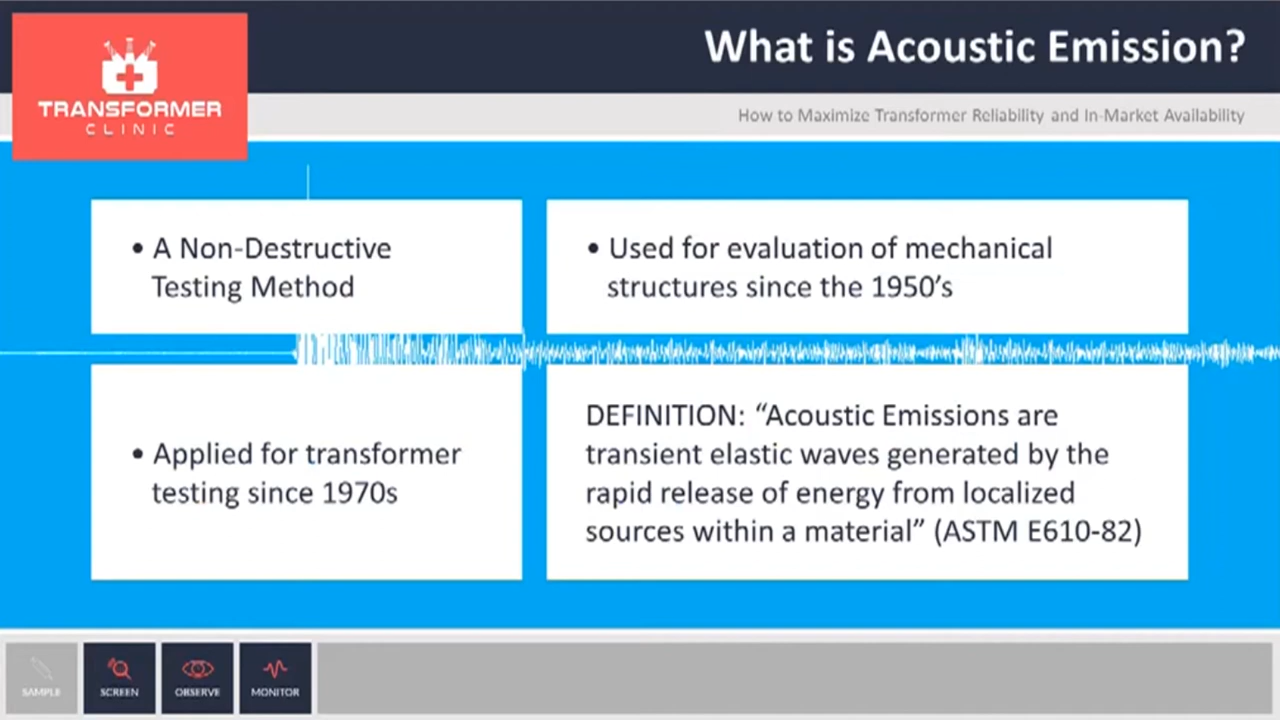 What is Acoustic Emission?
TRANSFORMER
CLINIC
How to Maximize Transformer Reliability and In-Market Availability
• A Non-Destructive
Testing Method
• Used for evaluation of mechanical
structures since the 1950’s
• Applied for transformer
testing since 1970s
DEFINITION: “Acoustic Emissions are
transient elastic waves generated by the
rapid release of energy from localized
sources within a material” (ASTM E610-82)
SAMPLE
SCREEN
OBSERVE
MONITOR